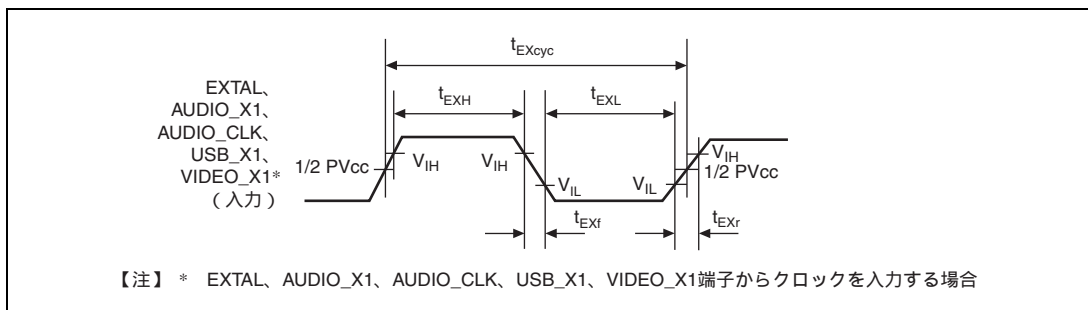 tEXcyc
EXTAL、
AUDIO_X1、
AUDIO_CLK、
USB_X1、
VIDEO_X1*
（入力）
tEXH
tEXL
1/2 PVcc
VIH
VIH
VIL
VIL
VIH
1/2 PVcc
tEXf
tEXr
【注】 * EXTAL、AUDIO_X1、AUDIO_CLK、USB_X1、VIDEO_X1端子からクロックを入力する場合